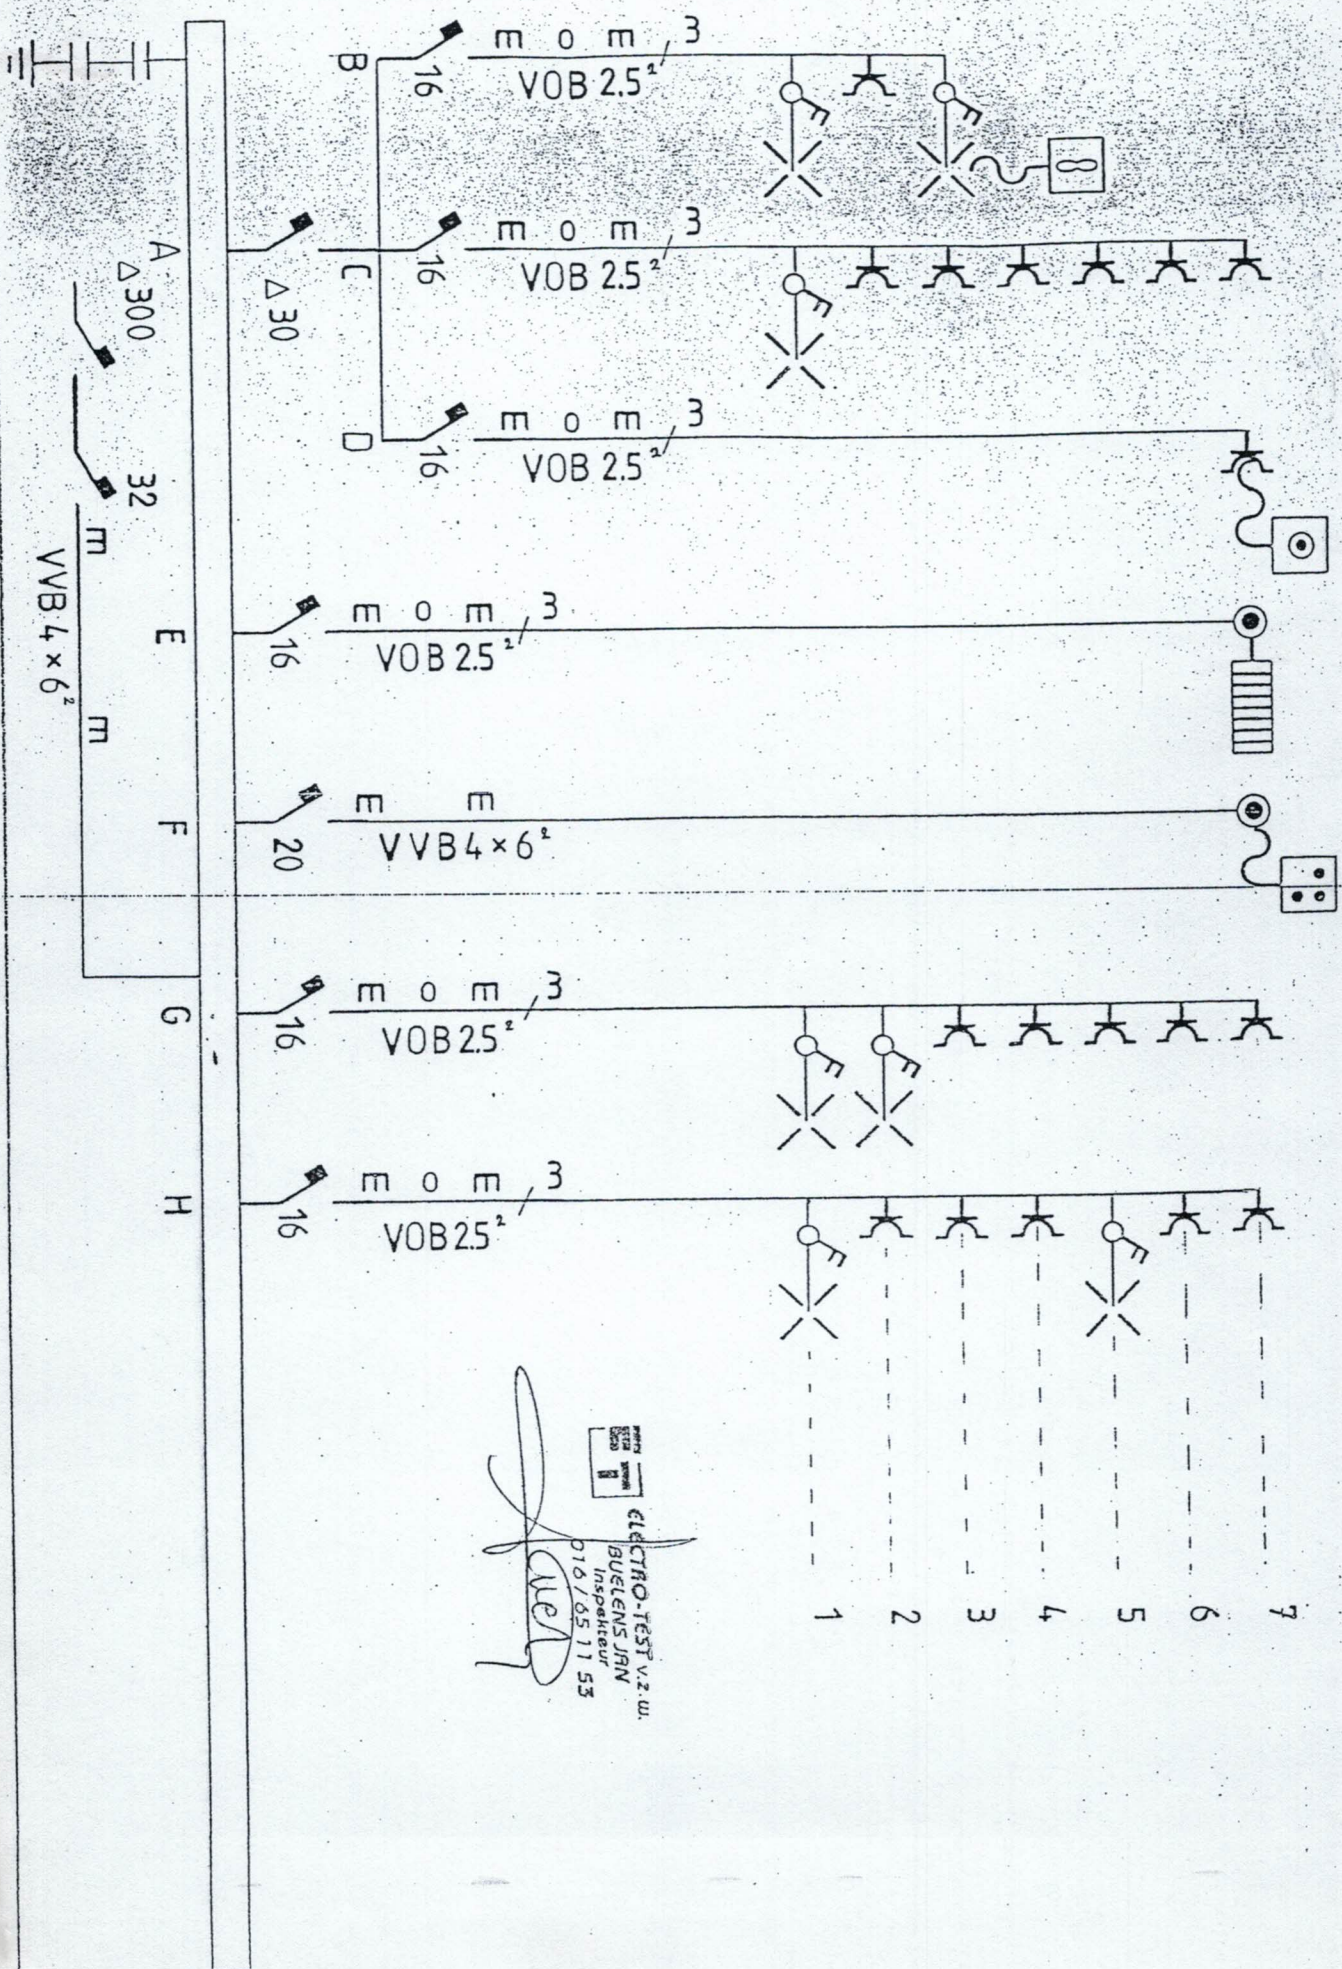 B
16
m o m 3
VOB 2.5²
A
△300
△30
C
16
m o m 3
VOB 2.5²
D
16
m o m 3
VOB 2.5²
32
m m
VVB 4 × 6²
E
16
m o m 3
VOB 2.5²
F
20
m m
VVB 4 × 6²
G
16
m o m 3
VOB 2.5²
H
16
m o m 3
VOB 2.5²
1 2 3 4 5 6 7
ELECTRO-TEST v.z.w.
BUELENS JAN
Inspekteur
016/65 11 53